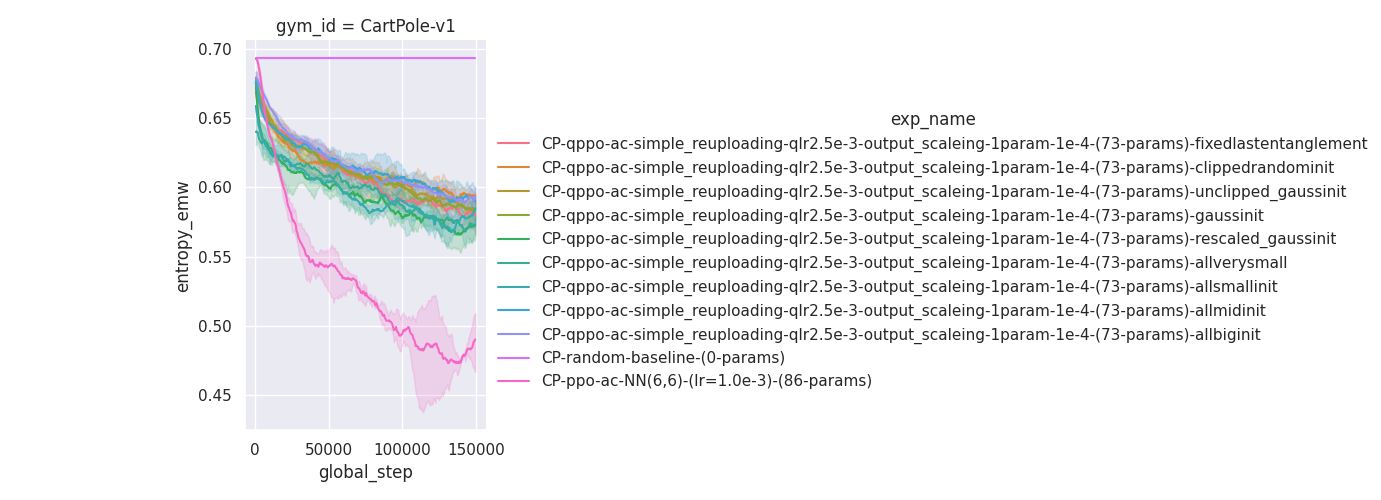 gym_id = CartPole-v1
0.70
0.65
0.60
0.55
0.50
0.45
entropy_emw
0
50000
100000
150000
global_step
exp_name
CP-qppo-ac-simple_reuploading-qlr2.5e-3-output_scaleing-1param-1e-4-(73-params)-fixedlastentanglement
CP-qppo-ac-simple_reuploading-qlr2.5e-3-output_scaleing-1param-1e-4-(73-params)-clippedrandominit
CP-qppo-ac-simple_reuploading-qlr2.5e-3-output_scaleing-1param-1e-4-(73-params)-unclipped_gaussinit
CP-qppo-ac-simple_reuploading-qlr2.5e-3-output_scaleing-1param-1e-4-(73-params)-gaussinit
CP-qppo-ac-simple_reuploading-qlr2.5e-3-output_scaleing-1param-1e-4-(73-params)-rescaled_gaussinit
CP-qppo-ac-simple_reuploading-qlr2.5e-3-output_scaleing-1param-1e-4-(73-params)-allverysmall
CP-qppo-ac-simple_reuploading-qlr2.5e-3-output_scaleing-1param-1e-4-(73-params)-allsmallinit
CP-qppo-ac-simple_reuploading-qlr2.5e-3-output_scaleing-1param-1e-4-(73-params)-allmidinit
CP-qppo-ac-simple_reuploading-qlr2.5e-3-output_scaleing-1param-1e-4-(73-params)-allbiginit
CP-random-baseline-(0-params)
CP-ppo-ac-NN(6,6)-(lr=1.0e-3)-(86-params)